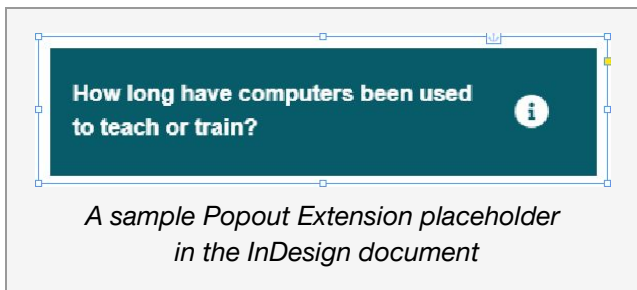 How long have computers been used
to teach or train?
A sample Popout Extension placeholder
in the InDesign document